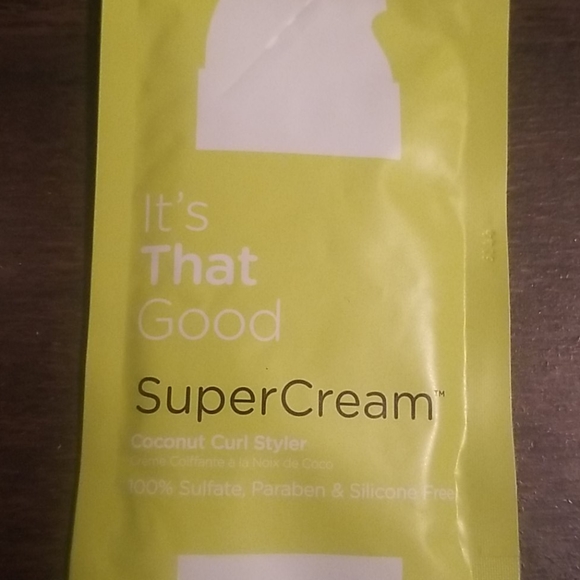 It's
That
Good
SuperCream™
Coconut Curl Styler
Crème Coiffante à la Noix de Coco
100% Sulfate, Paraben & Silicone Free